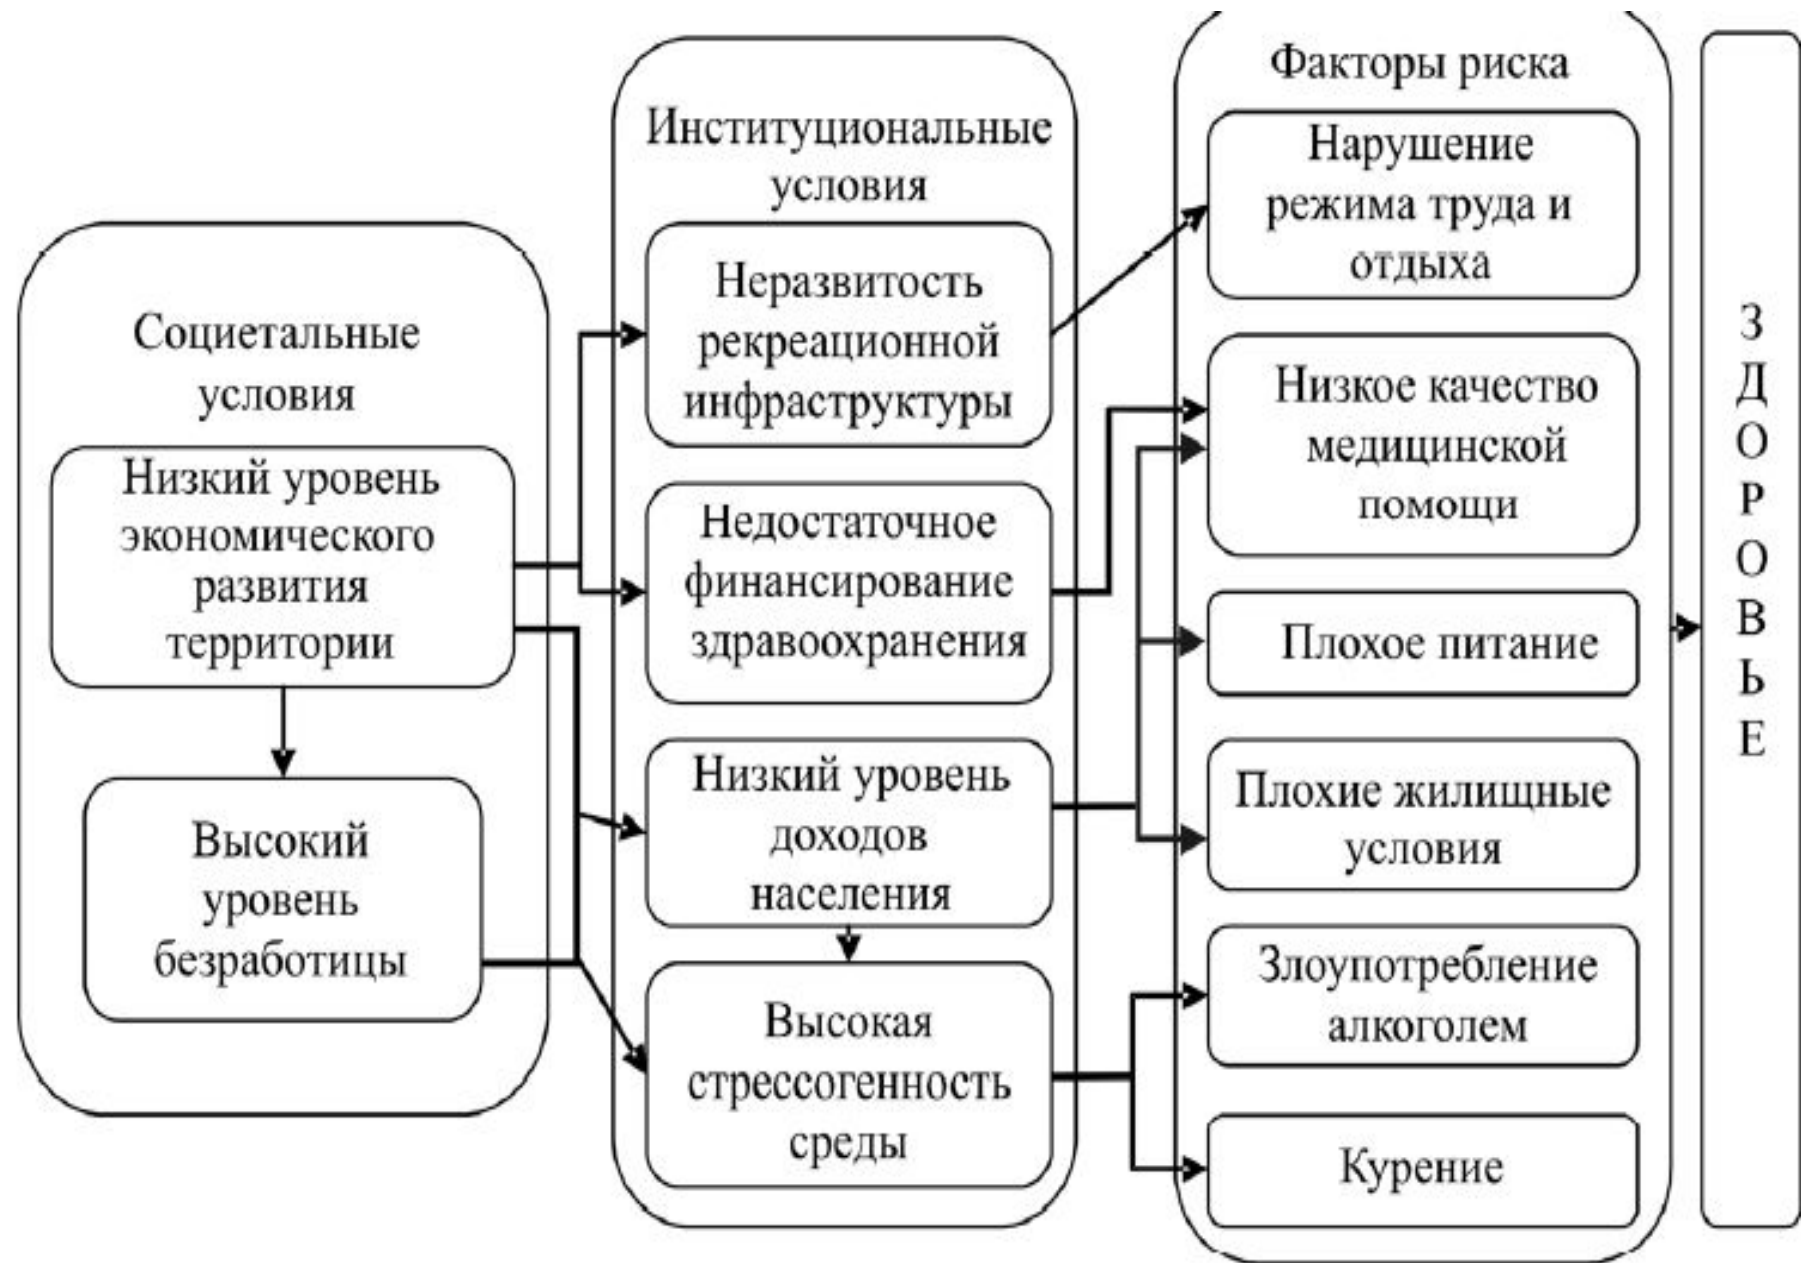 Социетальные
условия
Низкий уровень
экономического
развития
территории
Высокий
уровень
безработицы
Институциональные
условия
Неразвитость
рекреационной
инфраструктуры
Недостаточное
финансирование
здравоохранения
Низкий уровень
доходов
населения
Высокая
стрессогенность
среды
Факторы риска
Нарушение
режима труда и
отдыха
Низкое качество
медицинской
помощи
Плохое питание
Плохие жилищные
условия
Злоупотребление
алкоголем
Курение
З
Д
О
Р
О
В
Ь
Е